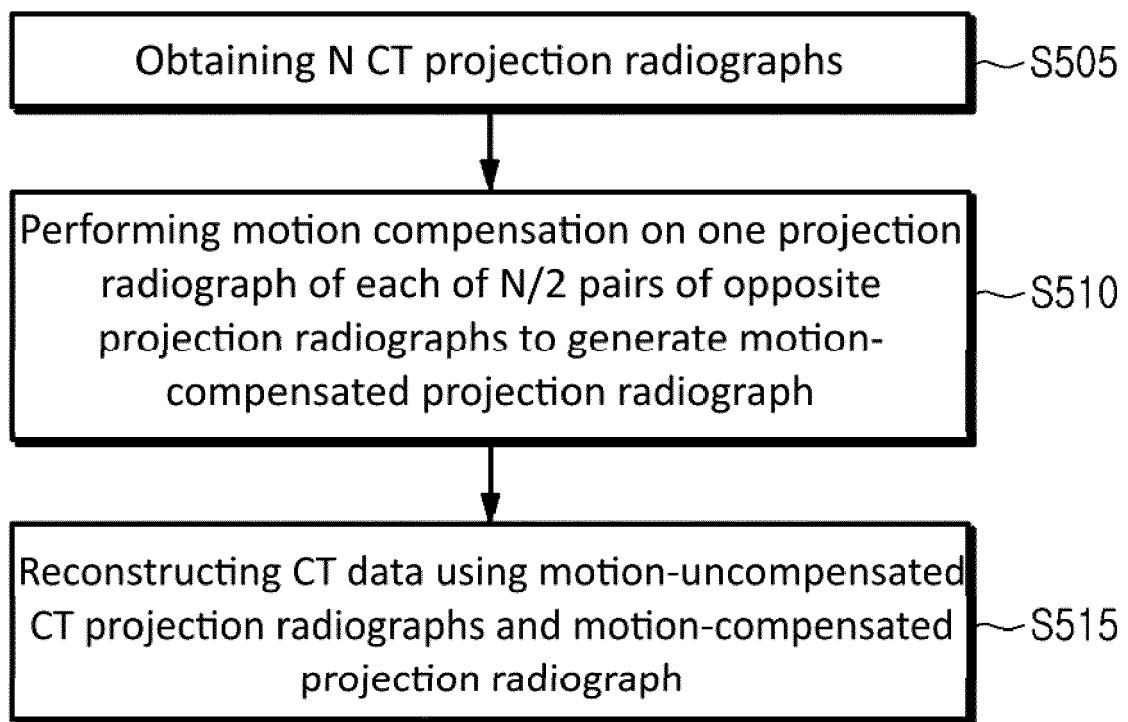 Obtaining N CT projection radiographs
S505
Performing motion compensation on one projection
radiograph of each of N/2 pairs of opposite
projection radiographs to generate motion-
compensated projection radiograph
S510
Reconstructing CT data using motion-uncompensated
CT projection radiographs and motion-compensated
projection radiograph
S515